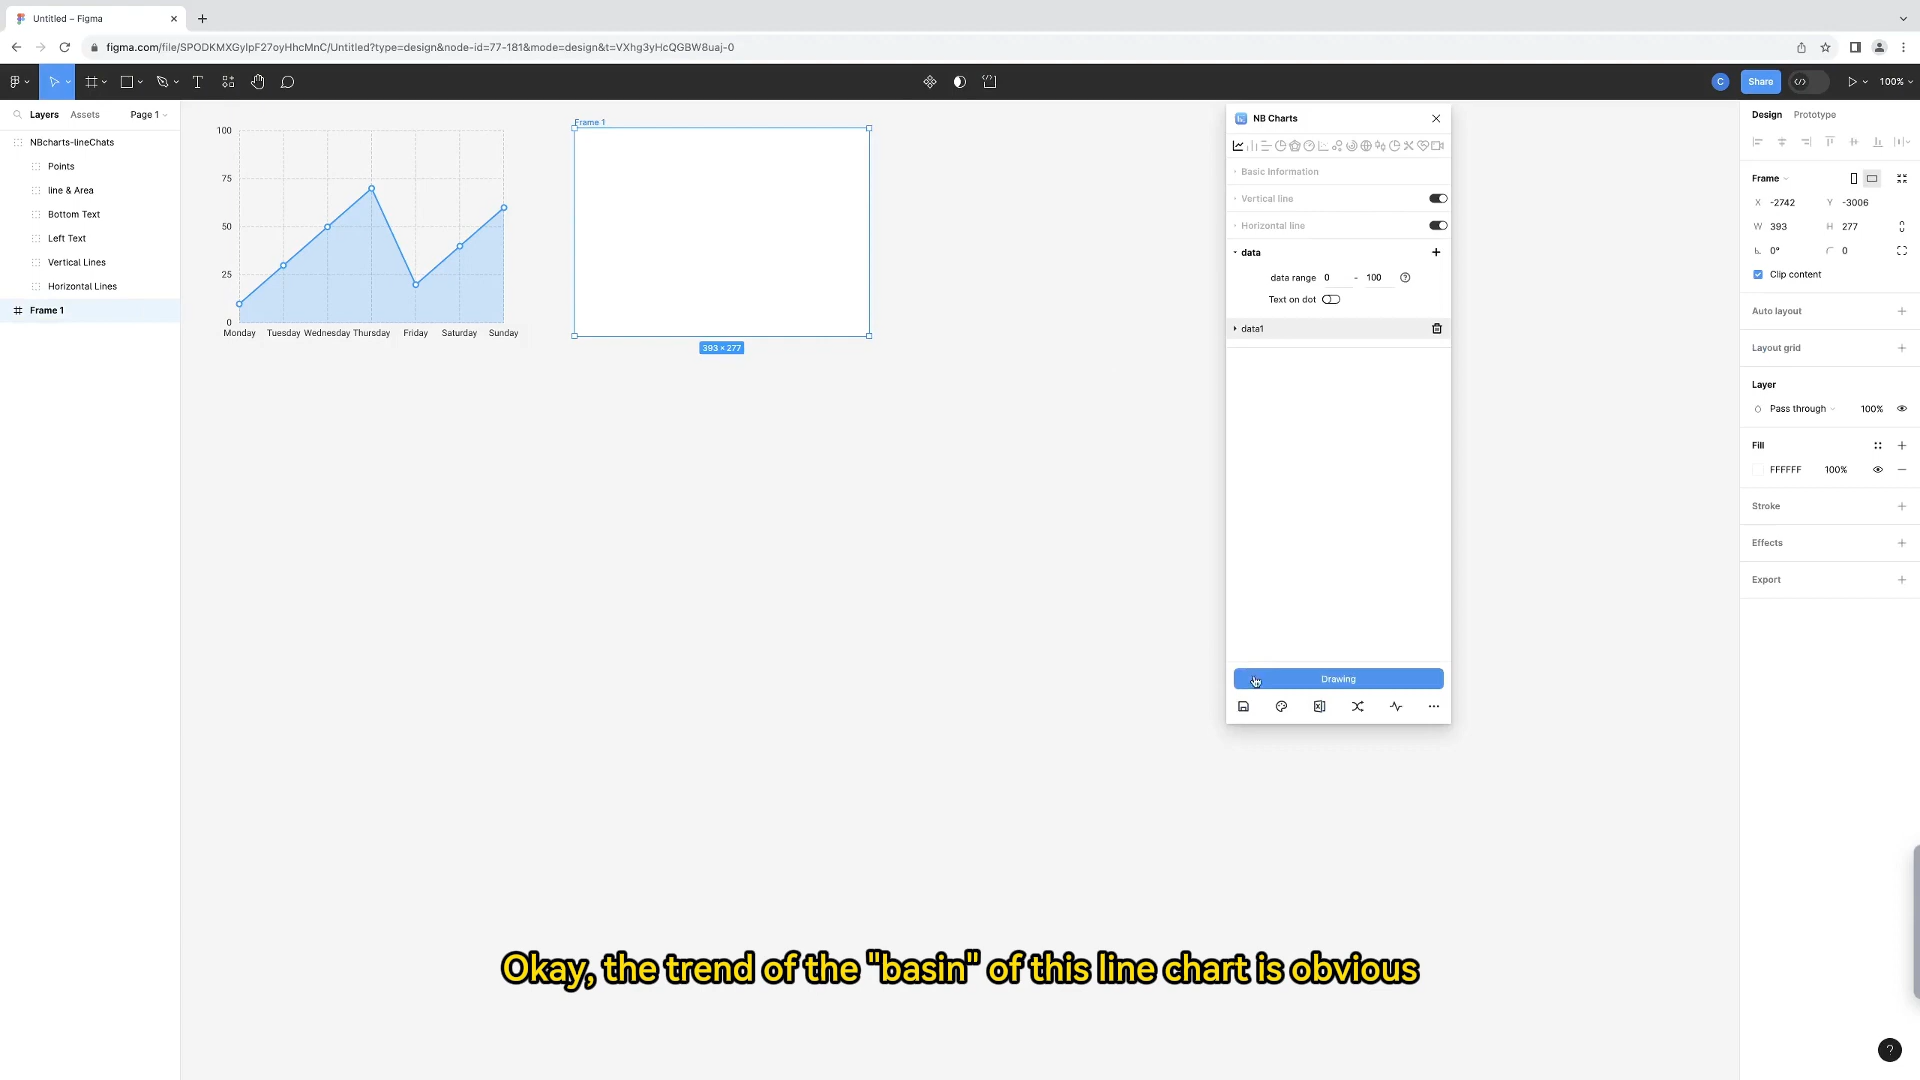 Untitled – Figma
figma.com/file/SPODKMXGylpF27oyHhcMnC/Untitled?type=design&node-id=77-181&mode=design&t=VXhg3yHcQGBW8uaj-0
C
Share
100%
Layers
Assets
Page 1
NBcharts-lineChats
Points
line & Area
Bottom Text
Left Text
Vertical Lines
Horizontal Lines
Frame 1
100
75
50
25
0
Monday
Tuesday
Wednesday
Thursday
Friday
Saturday
Sunday
Frame 1
393 × 277
NB Charts
Basic Information
Vertical line
Horizontal line
data
data range 0 - 100
Text on dot
data1
Drawing
Design
Prototype
Frame
X -2742
Y -3006
W 393
H 277
0°
0
Clip content
Auto layout
Layout grid
Layer
Pass through
100%
Fill
FFFFFF
100%
Stroke
Effects
Export
Okay, the trend of the "basin" of this line chart is obvious
?